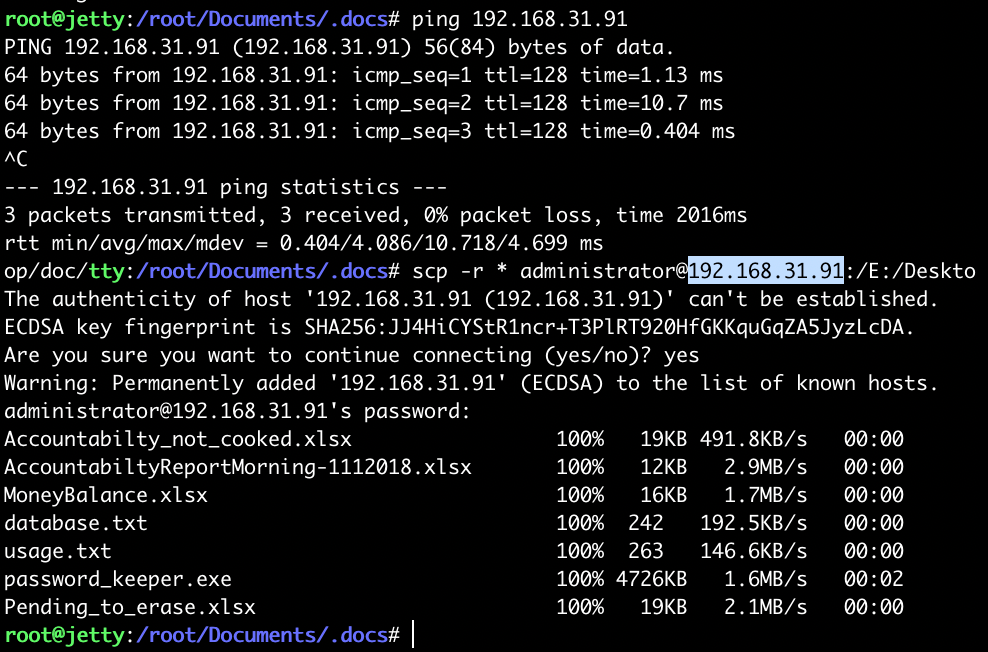 root@jetty:/root/Documents/.docs# ping 192.168.31.91
PING 192.168.31.91 (192.168.31.91) 56(84) bytes of data.
64 bytes from 192.168.31.91: icmp_seq=1 ttl=128 time=1.13 ms
64 bytes from 192.168.31.91: icmp_seq=2 ttl=128 time=10.7 ms
64 bytes from 192.168.31.91: icmp_seq=3 ttl=128 time=0.404 ms
^C
--- 192.168.31.91 ping statistics ---
3 packets transmitted, 3 received, 0% packet loss, time 2016ms
rtt min/avg/max/mdev = 0.404/4.086/10.718/4.699 ms
op/doc/tty:/root/Documents/.docs# scp -r * administrator@192.168.31.91:/E:/Deskto
The authenticity of host '192.168.31.91 (192.168.31.91)' can't be established.
ECDSA key fingerprint is SHA256:JJ4HiCYStR1ncr+T3PlRT920HfGKKquGqZA5JyzLcDA.
Are you sure you want to continue connecting (yes/no)? yes
Warning: Permanently added '192.168.31.91' (ECDSA) to the list of known hosts.
administrator@192.168.31.91's password:
Accountabilty_not_cooked.xlsx 100% 19KB 491.8KB/s 00:00
AccountabiltyReportMorning-1112018.xlsx 100% 12KB 2.9MB/s 00:00
MoneyBalance.xlsx 100% 16KB 1.7MB/s 00:00
database.txt 100% 242 192.5KB/s 00:00
usage.txt 100% 263 146.6KB/s 00:00
password_keeper.exe 100% 4726KB 1.6MB/s 00:02
Pending_to_erase.xlsx 100% 19KB 2.1MB/s 00:00
root@jetty:/root/Documents/.docs#